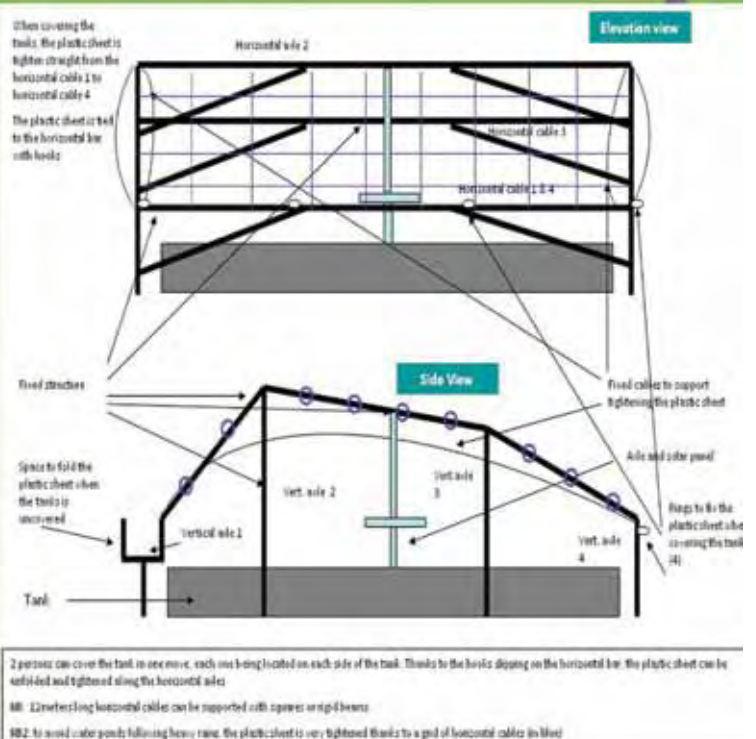 When covering the
tanks, the plastic sheet is
tighten straight from the
horizontal cable 1 to
horizontal cable 4
The plastic sheet is tied
to the horizontal bar
with hooks
Elevation view
Horizontal axle 2
Horizontal cable 3
Horizontal cable 1 & 4
Fixed structure
Side View
Fixed cables to support
tightening the plastic sheet
Space to fold the
plastic sheet when
the tanks is
uncovered
Axle and solar panel
Vert. axle 2
Vert. axle
3
Vertical axle 1
Vert. axle
4
Rings to fix the
plastic sheet when
covering the tank
(4)
Tank
2 persons can cover the tank in one move, each one being located on each side of the tank. Thanks to the hooks slipping on the horizontal bar, the plastic sheet can be
unfolded and tightened along the horizontal axles
NB: 12meters long horizontal cables can be supported with squares or rigid beams
NB2: to avoid water ponds following heavy rains, the plastic sheet is very tightened thanks to a grid of horizontal cables (in blue)